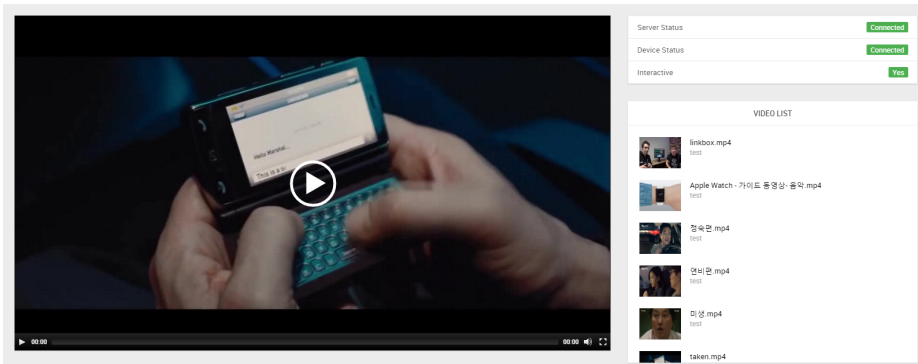 Hello Marshal...
This is a
00:00
00:00
Server Status Connected
Device Status Connected
Interactive Yes
VIDEO LIST
linkbox.mp4
test
Apple Watch - 가이드 동영상- 음악.mp4
test
정숙편.mp4
test
연비편.mp4
test
미생.mp4
test
taken.mp4